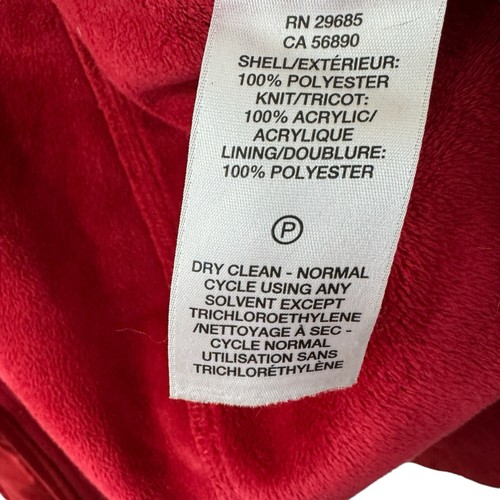 RN 29685
CA 56890
SHELL/EXTÉRIEUR:
100% POLYESTER
KNIT/TRICOT:
100% ACRYLIC/
ACRYLIQUE
LINING/DOUBLURE:
100% POLYESTER
P
DRY CLEAN - NORMAL
CYCLE USING ANY
SOLVENT EXCEPT
TRICHLOROETHYLENE
/NETTOYAGE À SEC -
CYCLE NORMAL
UTILISATION SANS
TRICHLORÉTHYLÈNE